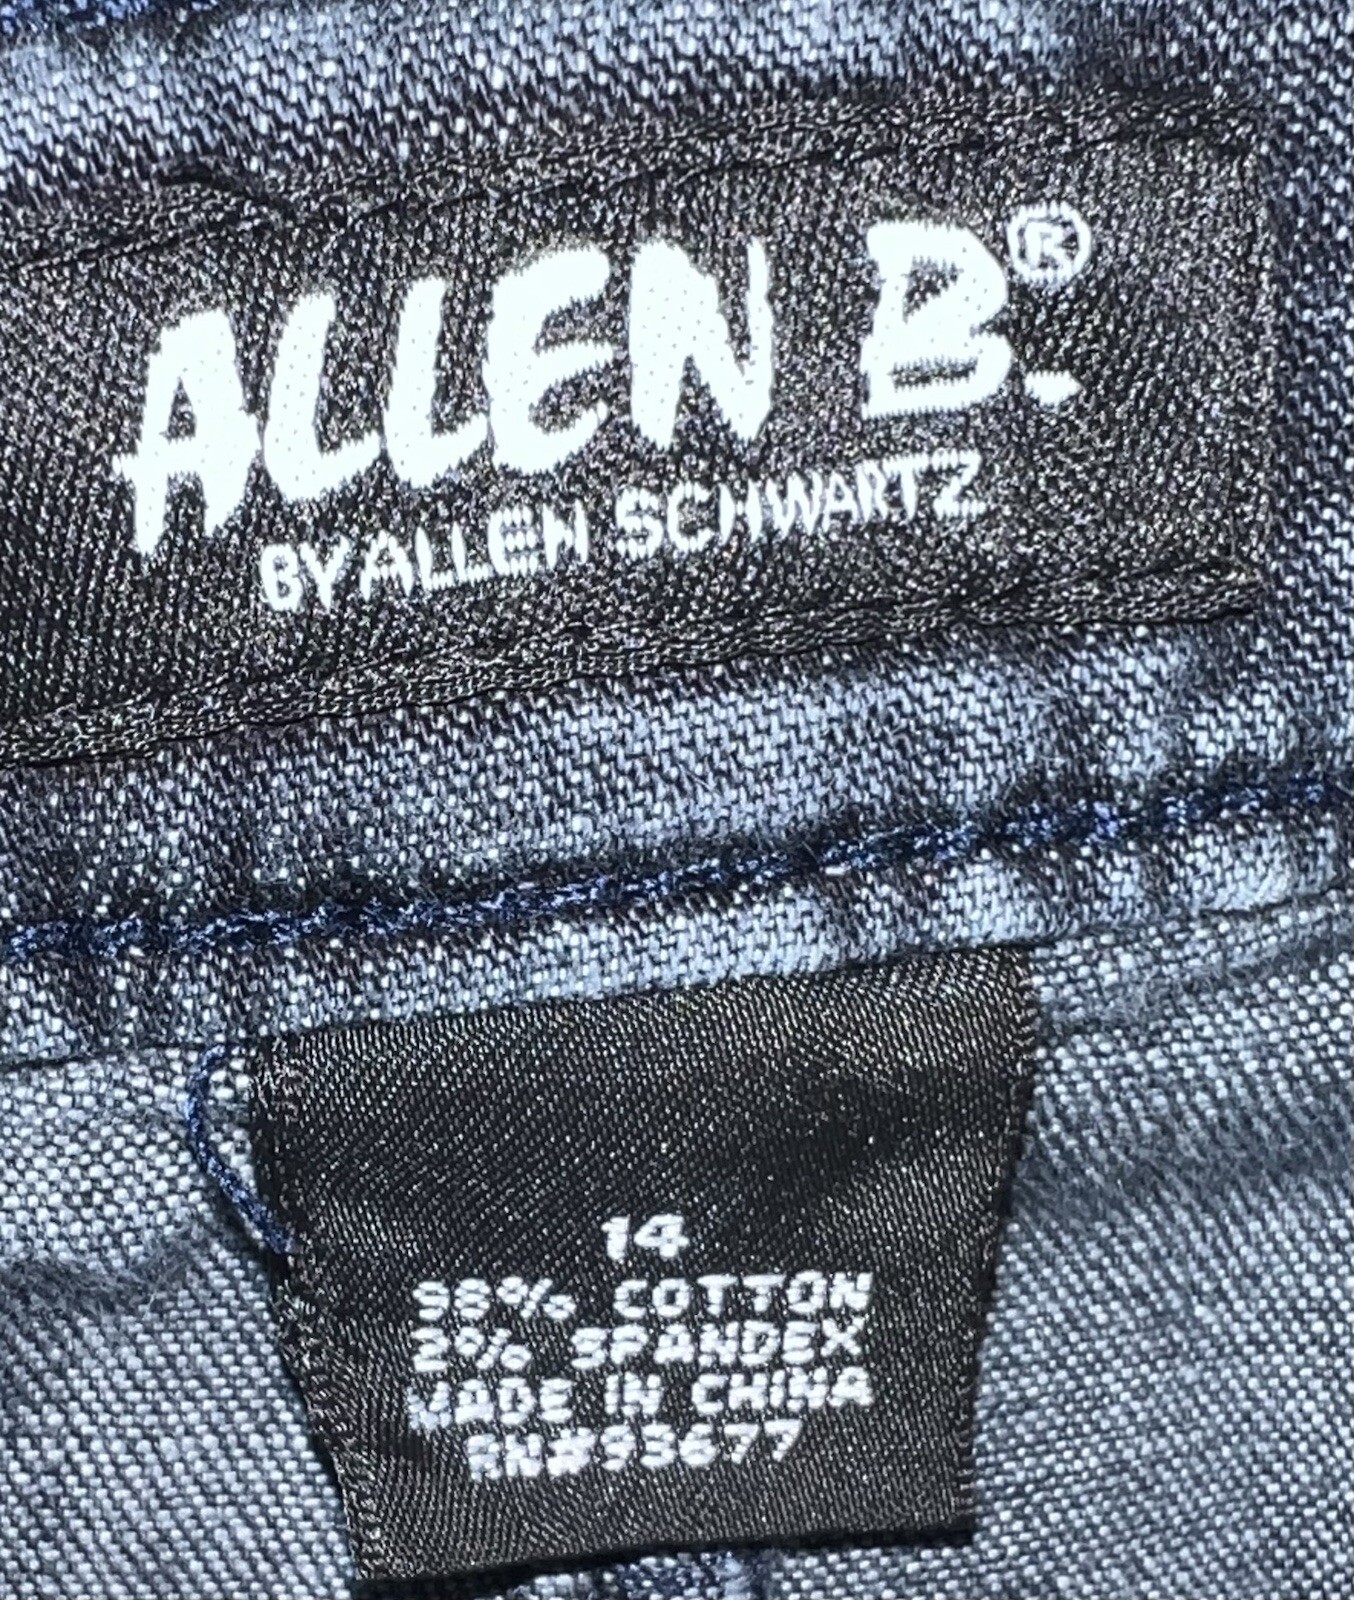 ALLEN B.®
BY ALLEN SCHWARTZ
14
98% COTTON
2% SPANDEX
MADE IN CHINA
RN#93677